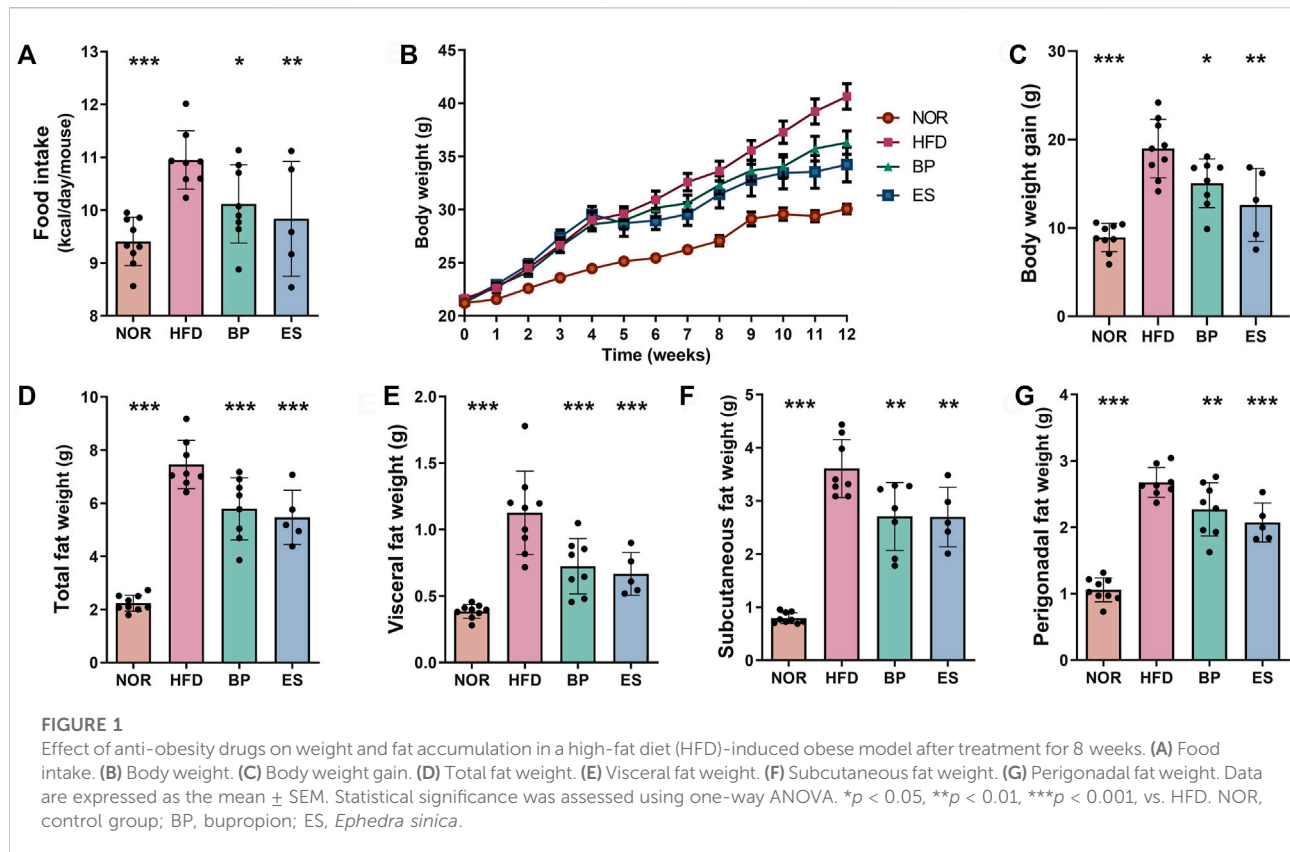 A
Food intake
(kcal/day/mouse)
13
12
11
10
9
8
***
*
**
NOR
HFD
BP
ES
B
Body weight (g)
45
40
35
30
25
20
0 1 2 3 4 5 6 7 8 9 10 11 12
Time (weeks)
NOR
HFD
BP
ES
C
Body weight gain (g)
30
20
10
0
***
*
**
NOR
HFD
BP
ES
D
Total fat weight (g)
10
8
6
4
2
0
***
***
***
NOR
HFD
BP
ES
E
Visceral fat weight (g)
2.0
1.5
1.0
0.5
0.0
***
***
***
NOR
HFD
BP
ES
F
Subcutaneous fat weight (g)
5
4
3
2
1
0
***
**
**
NOR
HFD
BP
ES
G
Perigonadal fat weight (g)
4
3
2
1
0
***
**
***
NOR
HFD
BP
ES
FIGURE 1
Effect of anti-obesity drugs on weight and fat accumulation in a high-fat diet (HFD)-induced obese model after treatment for 8 weeks. (A) Food
intake. (B) Body weight. (C) Body weight gain. (D) Total fat weight. (E) Visceral fat weight. (F) Subcutaneous fat weight. (G) Perigonadal fat weight. Data
are expressed as the mean ± SEM. Statistical significance was assessed using one-way ANOVA. *p < 0.05, **p < 0.01, ***p < 0.001, vs. HFD. NOR,
control group; BP, bupropion; ES, Ephedra sinica.